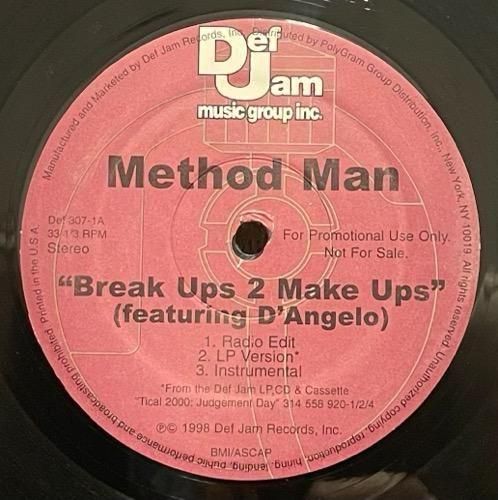 Manufactured and Marketed by Def Jam Records, Inc. Distributed by PolyGram Group Distribution, Inc., New York, NY 10019. All rights reserved. Unauthorized copying, reproduction, hiring, lending, public performance and broadcasting prohibited. Printed in the U.S.A.
Def
Jam
music group inc.
Method Man
Def 307-1A
33 1/3 RPM
Stereo
For Promotional Use Only.
Not For Sale.
“Break Ups 2 Make Ups”
(featuring D’Angelo)
1. Radio Edit
2. LP Version*
3. Instrumental
*From the Def Jam LP,CD & Cassette
"Tical 2000: Judgement Day" 314 558 920-1/2/4
℗© 1998 Def Jam Records, Inc.
BMI/ASCAP